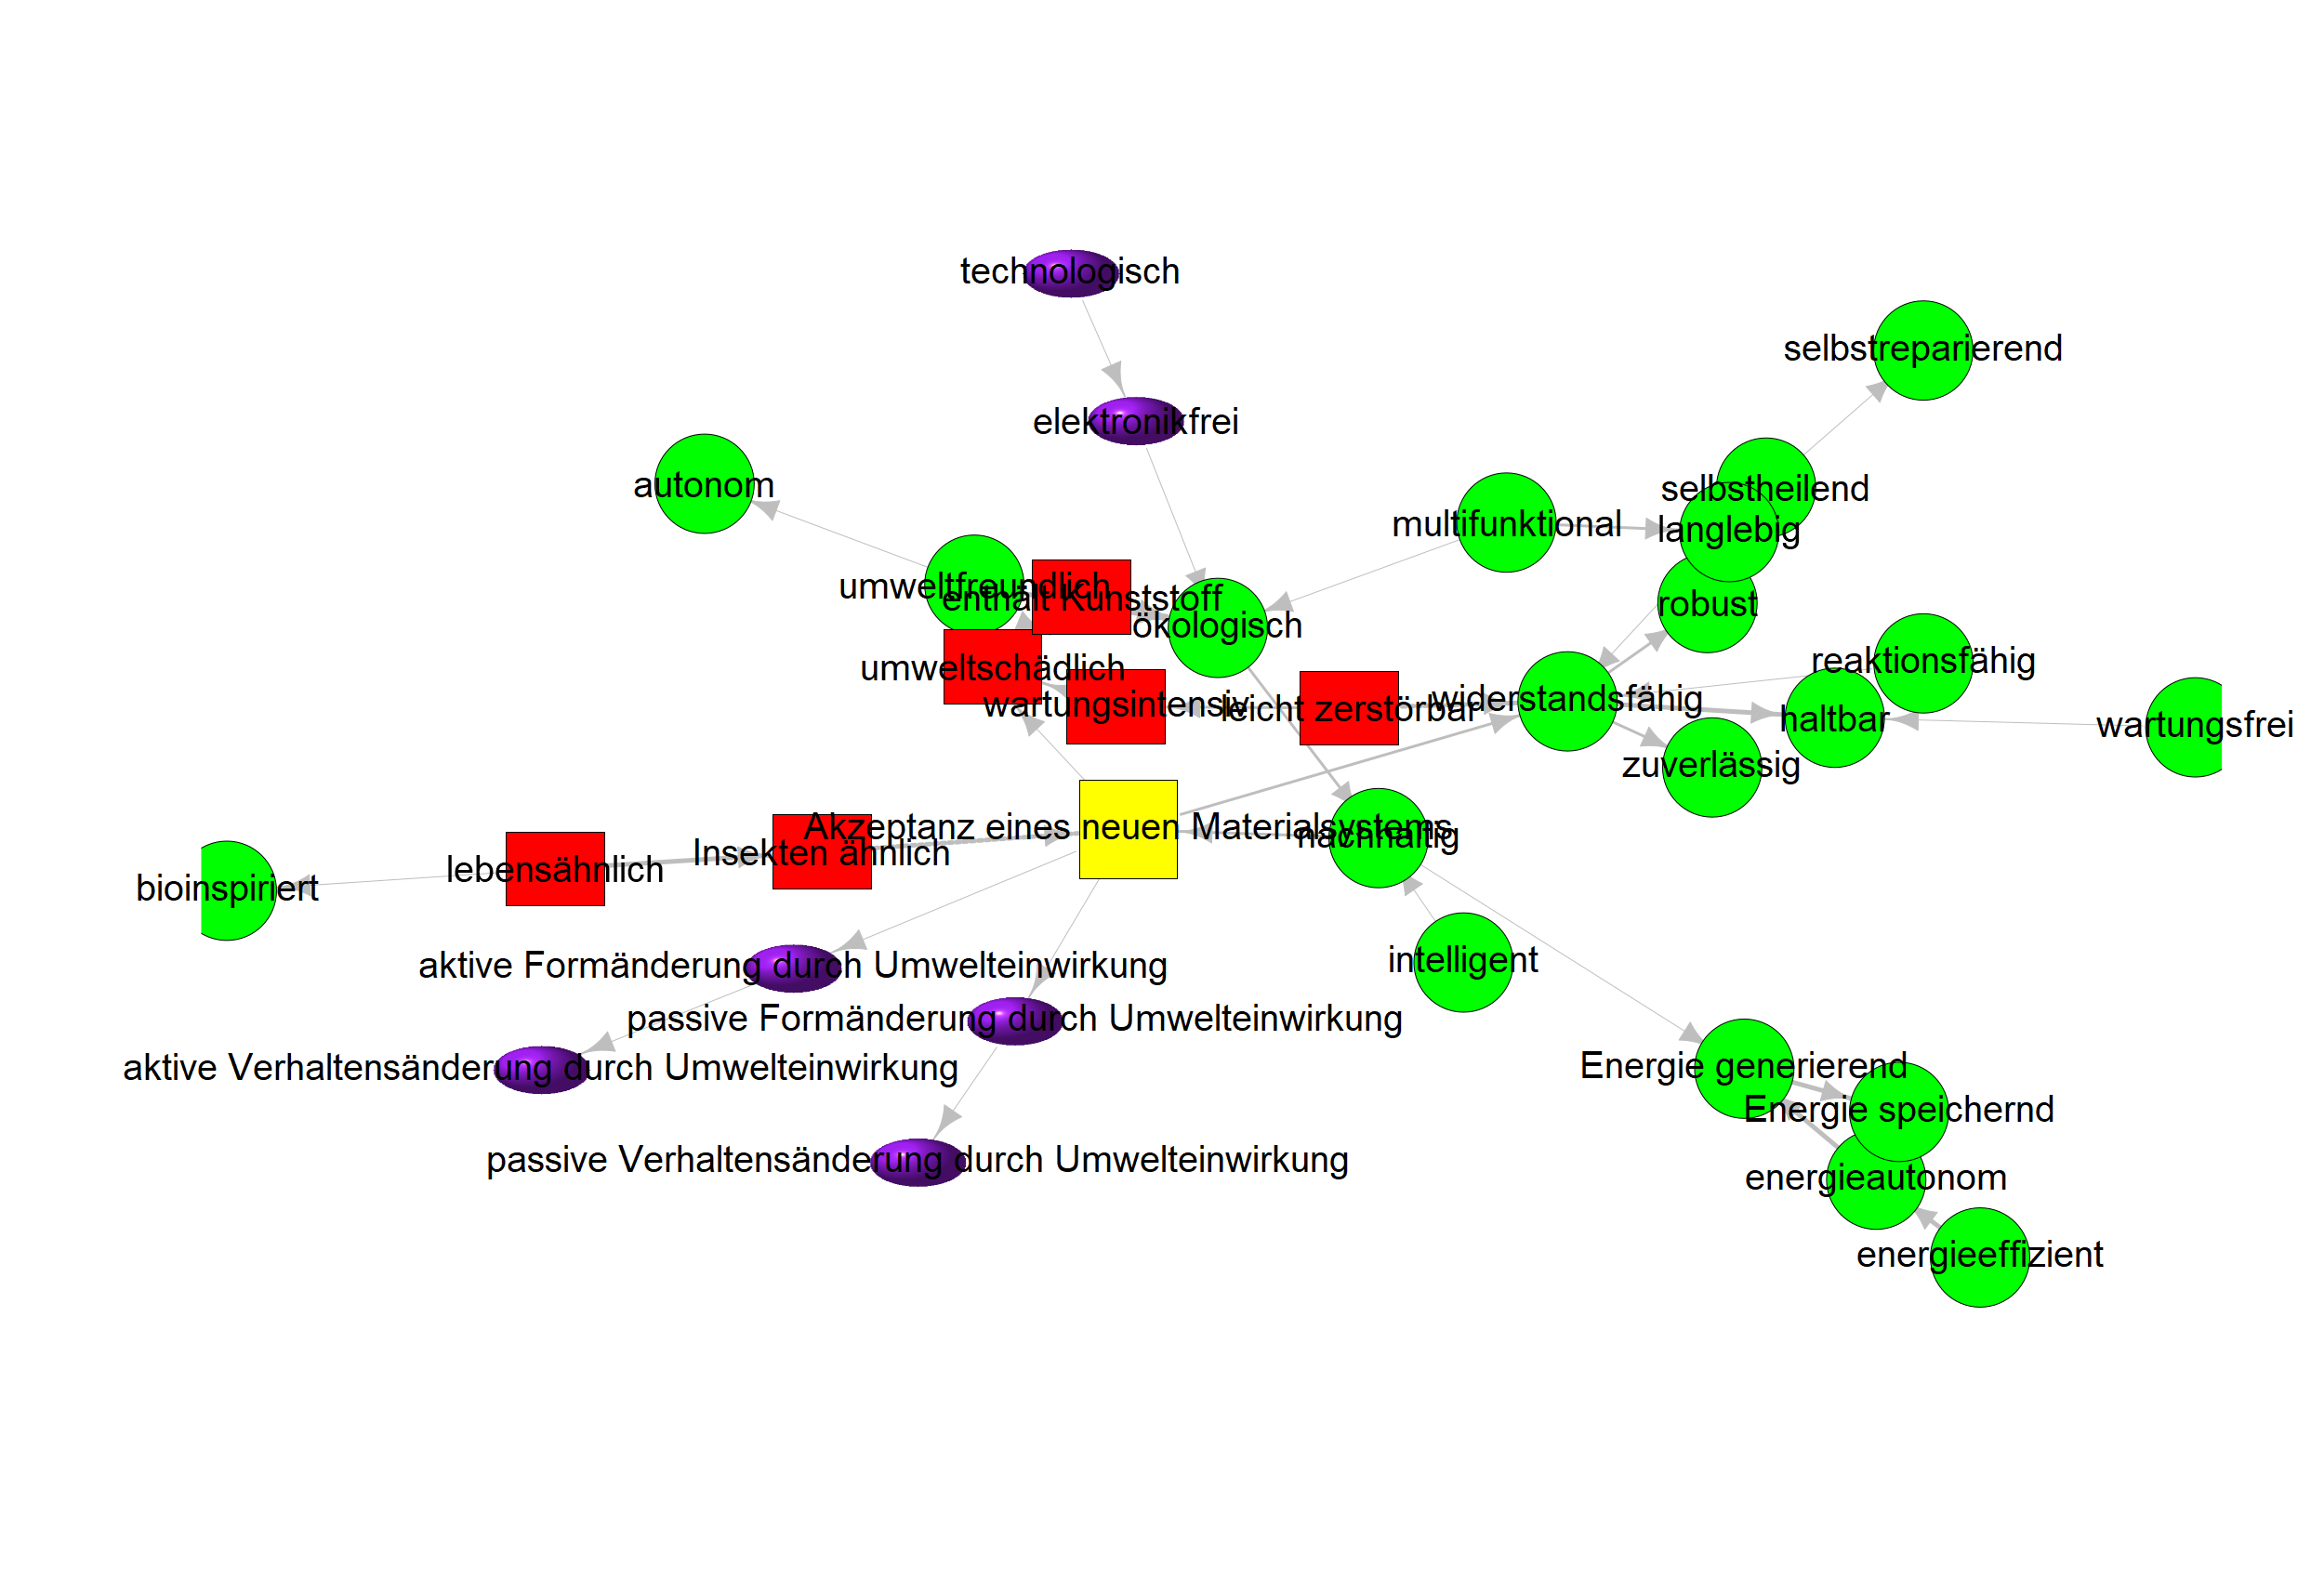 technologisch
selbstreparierend
elektronikfrei
autonom
selbstheilend
multifunktional
langlebig
umweltfreundlich
enthält Kunststoff
robust
ökologisch
reaktionsfähig
umweltschädlich
widerstandsfähig
wartungsintensiv
leicht zerstörbar
haltbar
wartungsfrei
zuverlässig
Akzeptanz eines neuen Materialsystems
nachhaltig
Insekten ähnlich
lebensähnlich
bioinspiriert
intelligent
aktive Formänderung durch Umwelteinwirkung
passive Formänderung durch Umwelteinwirkung
Energie generierend
aktive Verhaltensänderung durch Umwelteinwirkung
Energie speichernd
passive Verhaltensänderung durch Umwelteinwirkung
energieautonom
energieeffizient